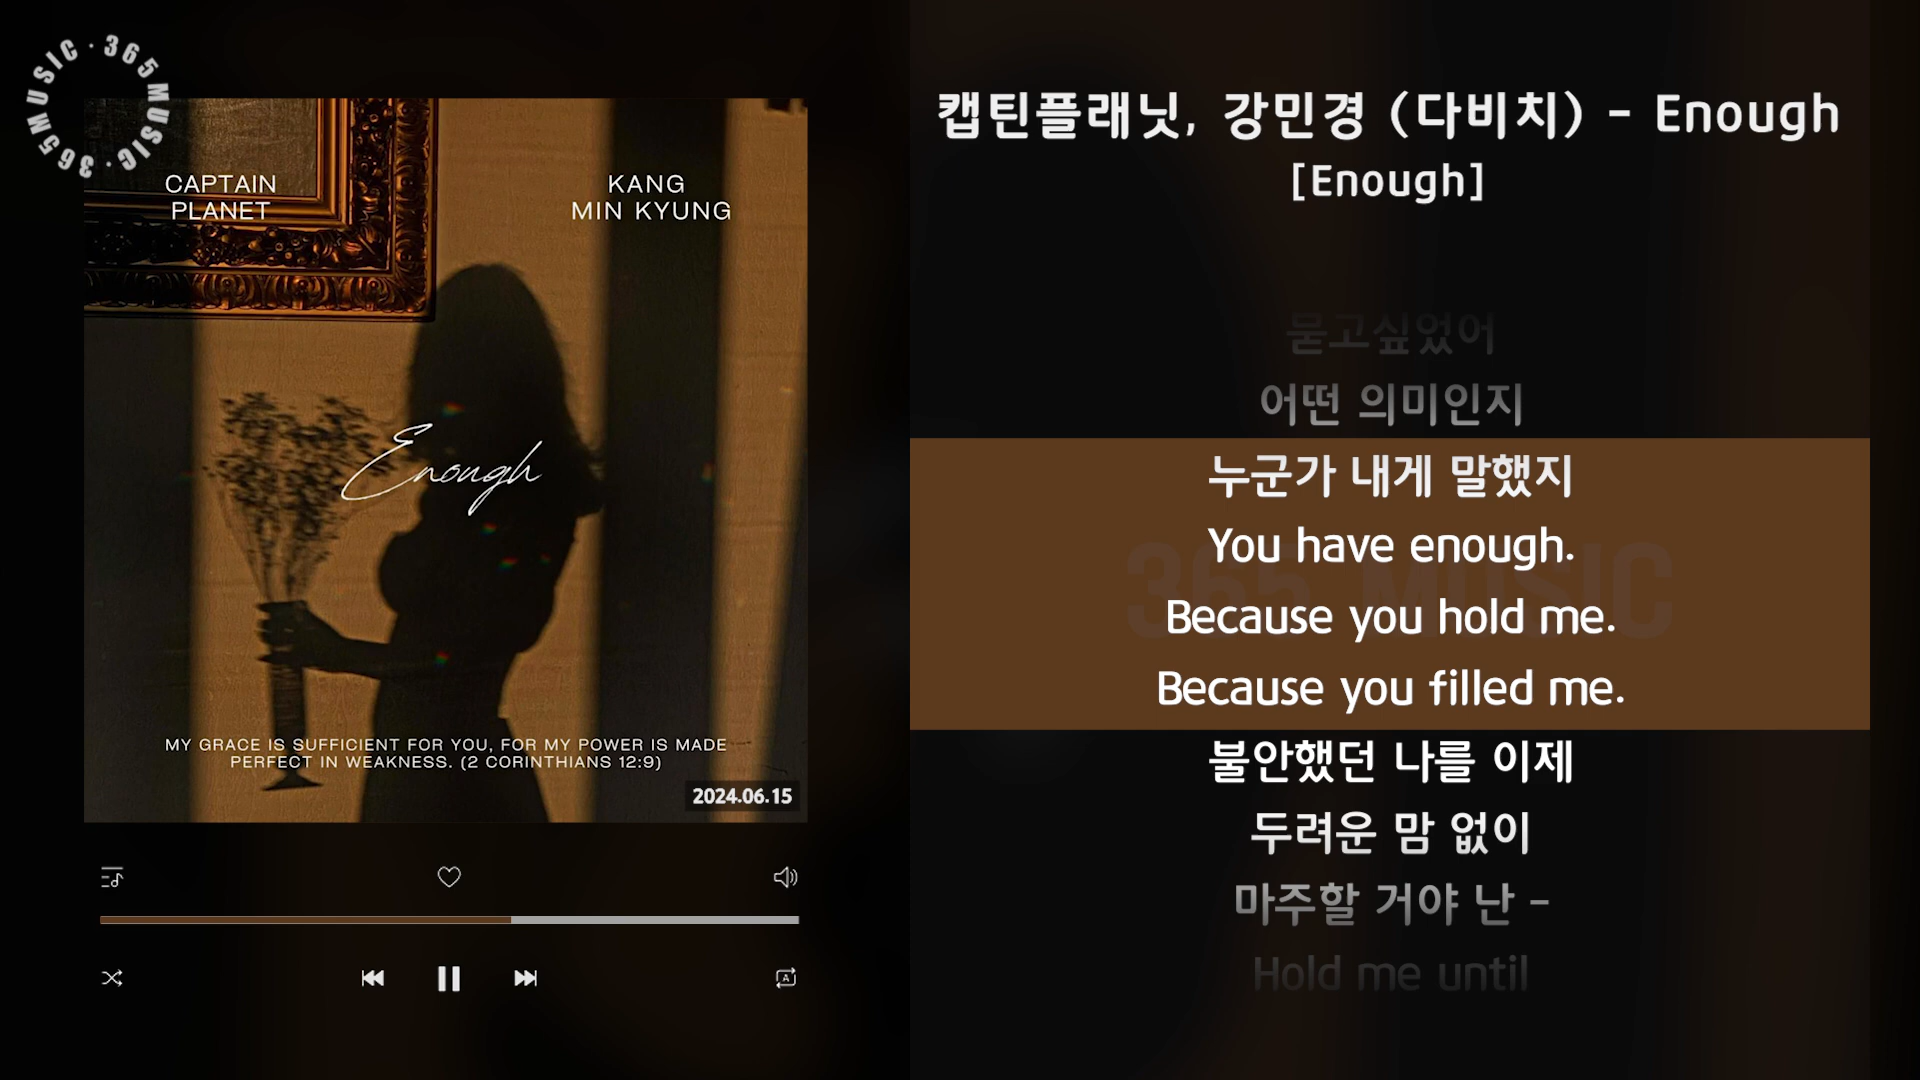 365MUSIC · 365MUSIC ·
CAPTAIN
PLANET
KANG
MIN KYUNG
Enough
MY GRACE IS SUFFICIENT FOR YOU, FOR MY POWER IS MADE
PERFECT IN WEAKNESS. (2 CORINTHIANS 12:9)
2024.06.15
캡틴플래닛, 강민경 (다비치) - Enough
[Enough]
묻고싶었어
어떤 의미인지
누군가 내게 말했지
You have enough.
365 MUSIC
Because you hold me.
Because you filled me.
불안했던 나를 이제
두려운 맘 없이
마주할 거야 난 -
Hold me until